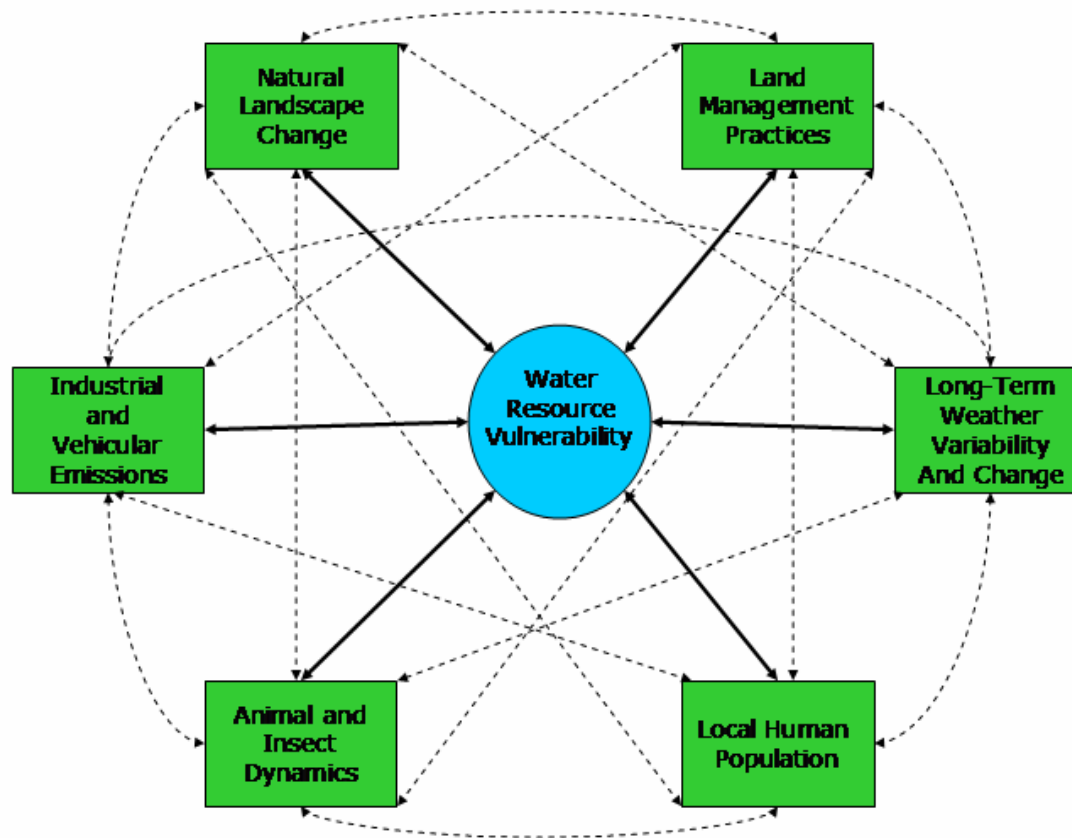 Natural
Landscape
Change
Land
Management
Practices
Industrial
and
Vehicular
Emissions
Water
Resource
Vulnerability
Long-Term
Weather
Variability
And Change
Animal and
Insect
Dynamics
Local Human
Population